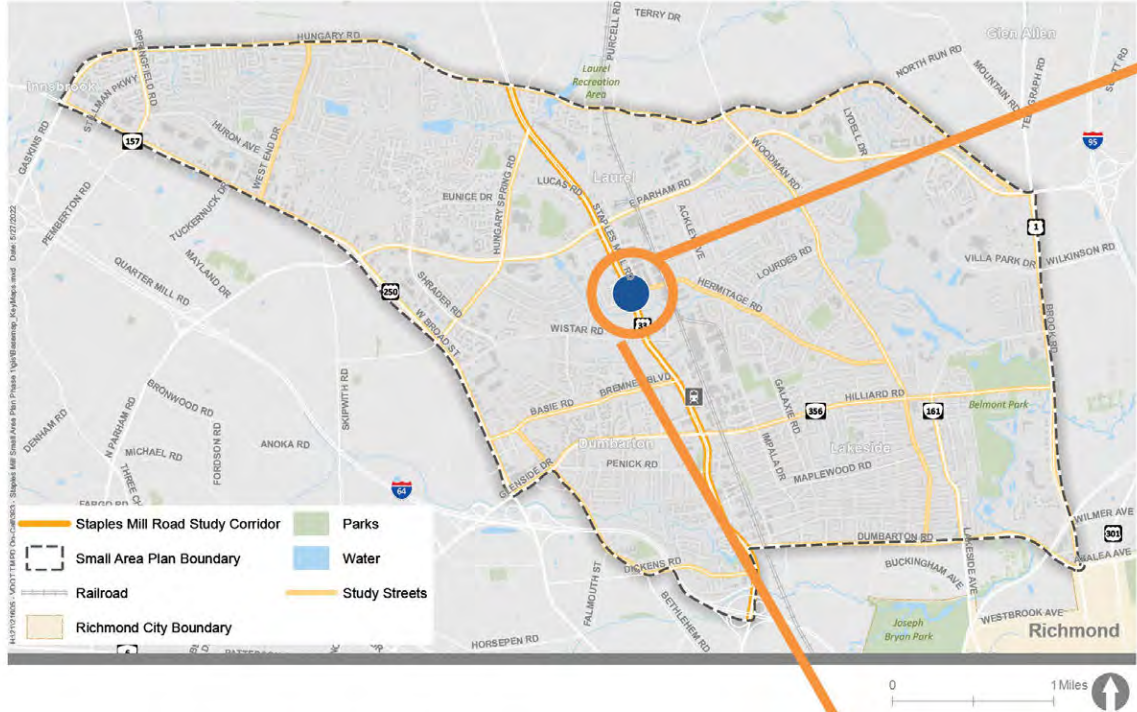 TERRY DR
PURCELL RD
Glen Allen
HUNGARY RD
SPRINGFIELD RD
NORTH RUN RD
MOUNTAIN RD
TELEGRAPH RD
Laurel
Recreation
Area
Innsbrook
STILLMAN PKWY
GASKINS RD
157
HURON AVE
WEST END DR
LYDELL DR
95
WOODMAN RD
PEMBERTON RD
TUCKERNUCK DR
EUNICE DR
HUNGARY SPRING RD
LUCAS RD
Laurel
STAPLES MILL RD
E PARHAM RD
ACKLEY AVE
1
QUARTER MILL RD
MAYLAND DR
250
SHRADER RD
W BROAD ST
LOURDES RD
HERMITAGE RD
VILLA PARK DR
WILKINSON RD
WISTAR RD
33
BROOK RD
BREMNER BLVD
BASIE RD
SKIPWITH RD
BRONWOOD RD
DENHAM RD
N PARHAM RD
MICHAEL RD
FORDSON RD
ANOKA RD
GALAXIE RD
356
HILLIARD RD
161
Belmont Park
Dumbarton
Lakeside
IMPALA DR
PENICK RD
MAPLEWOOD RD
GLENSIDE DR
64
WILMER AVE
301
DUMBARTON RD
AZALEA AVE
LAKESIDE AVE
BUCKINGHAM AVE
DICKENS RD
BETHLEHEM RD
FALMOUTH ST
HORSEPEN RD
WESTBROOK AVE
Joseph
Bryan Park
Richmond
Staples Mill Road Study Corridor
Parks
Small Area Plan Boundary
Water
Railroad
Study Streets
Richmond City Boundary
0
1 Miles